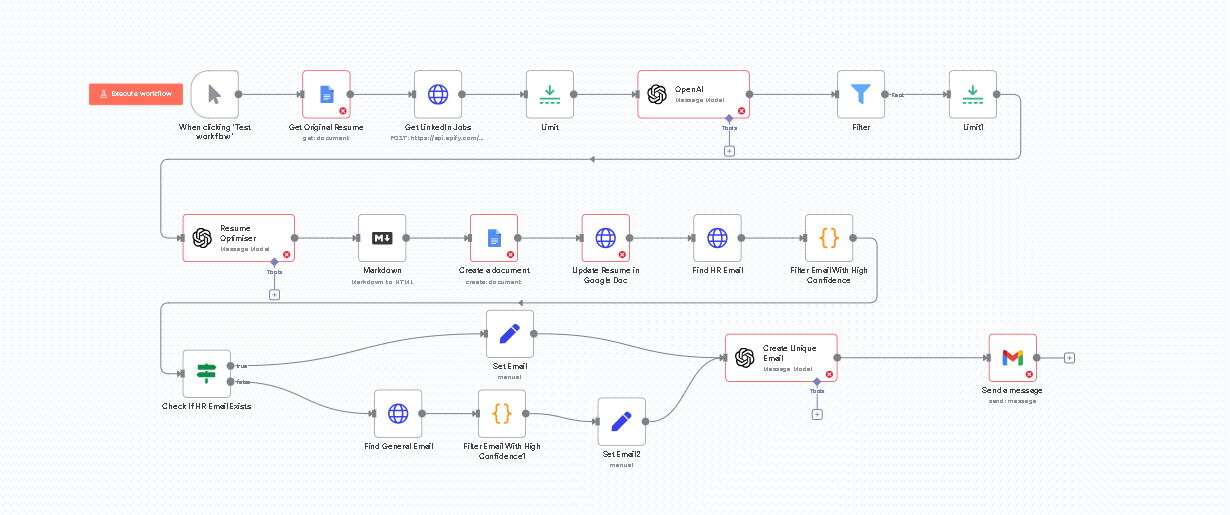 Execute workflow
When clicking 'Test
workflow'
Get Original Resume
get: document
Get LinkedIn Jobs
POST: https://api.apify.com/...
Limit
OpenAI
Message Model
Tools
Filter
Kept
Limit1
Resume
Optimiser
Message Model
Tools
Markdown
Markdown to HTML
Create a document
create: document
Update Resume in
Google Doc
Find HR Email
Filter Email With High
Confidence
Check If HR Email Exists
true
false
Set Email
manual
Find General Email
Filter Email With High
Confidence1
Set Email2
manual
Create Unique
Email
Message Model
Tools
Send a message
send: message